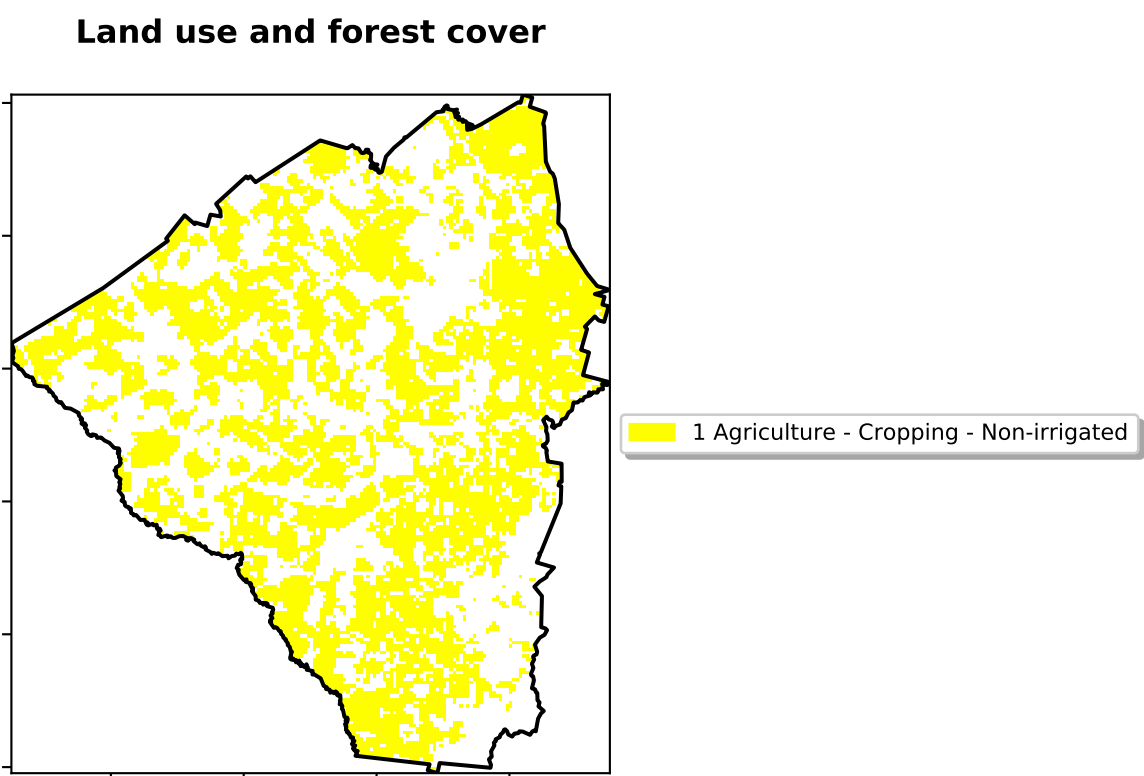 Land use and forest cover
1 Agriculture - Cropping - Non-irrigated